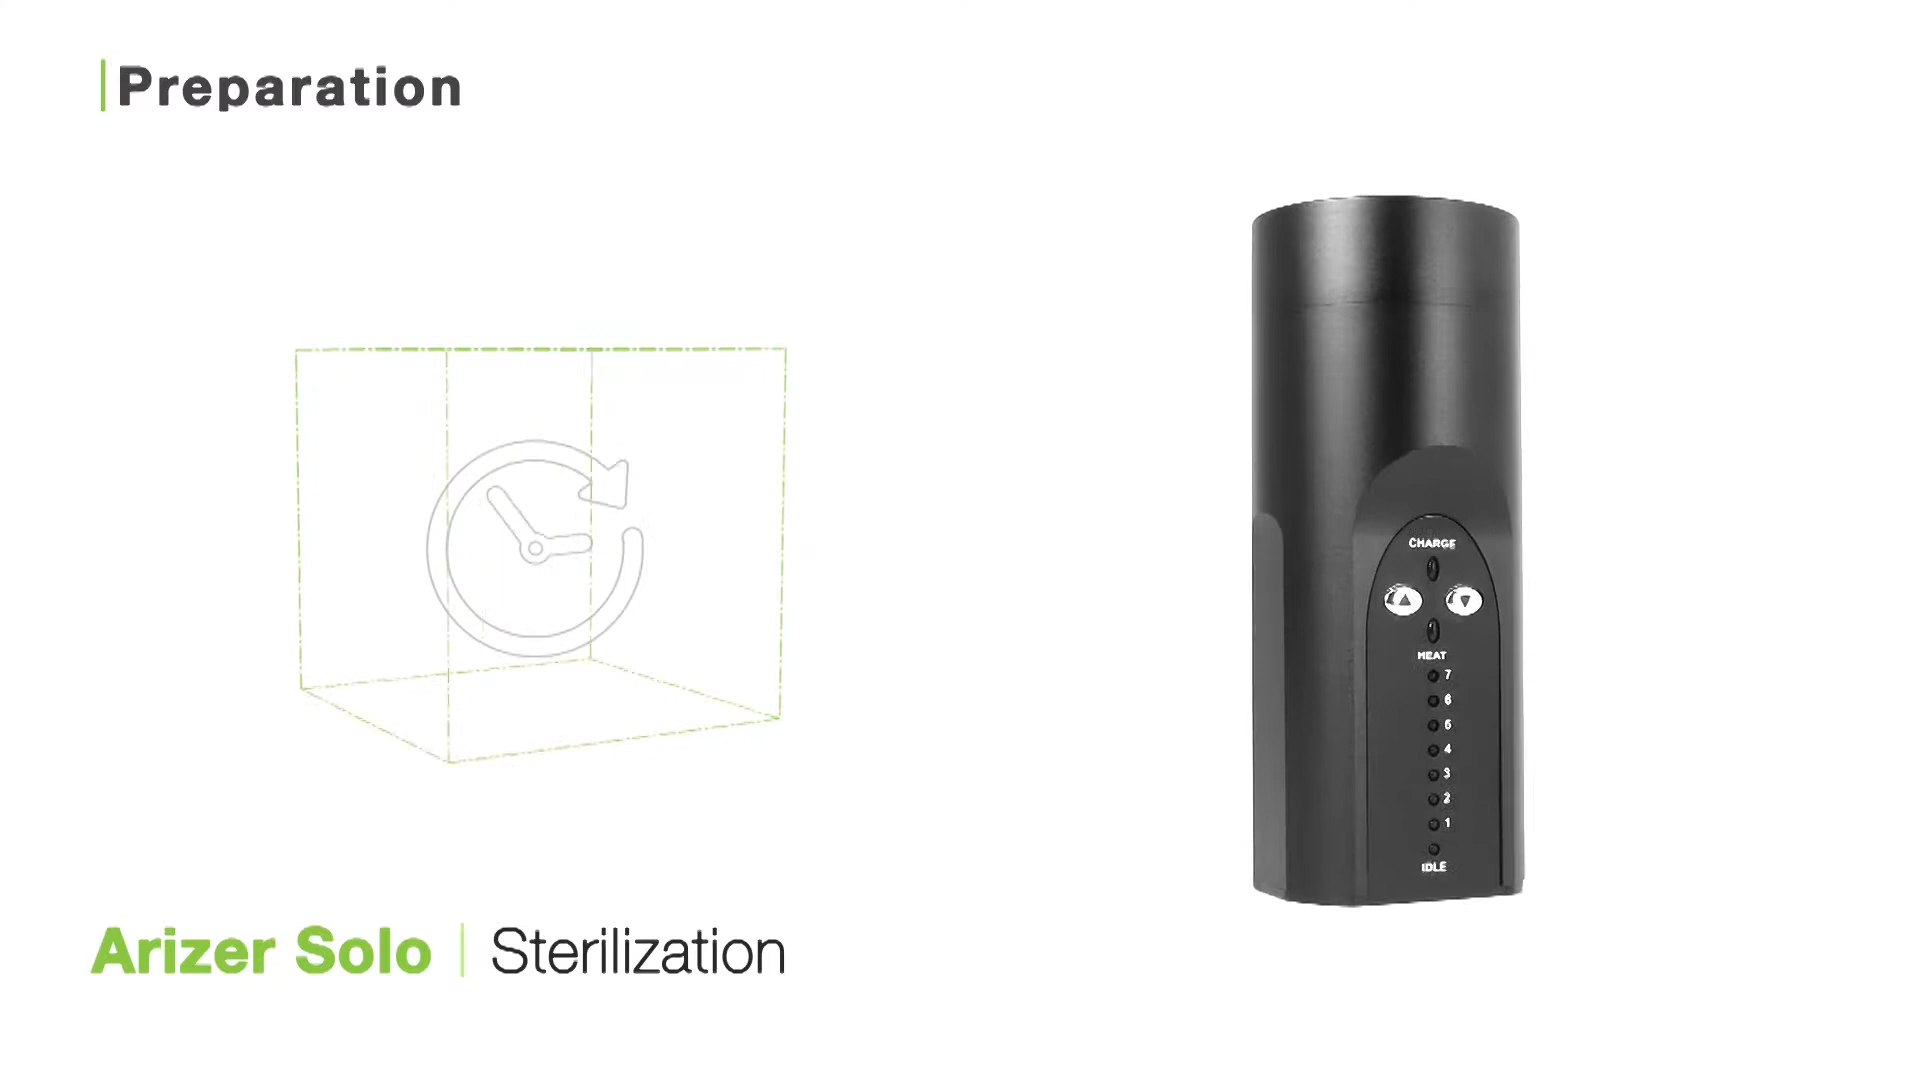 Preparation
CHARGE
HEAT
7
6
5
4
3
2
1
IDLE
Arizer Solo | Sterilization